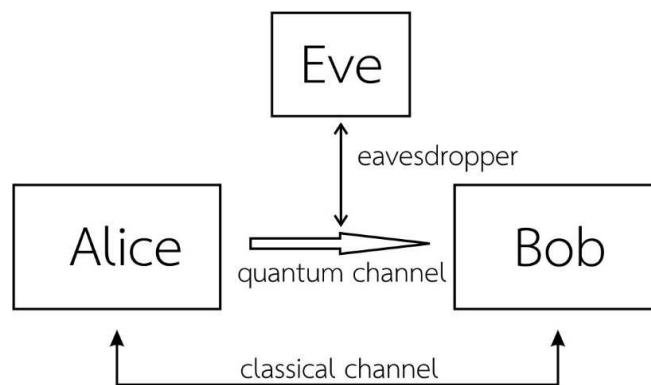 Eve
eavesdropper
Alice
Bob
quantum channel
classical channel